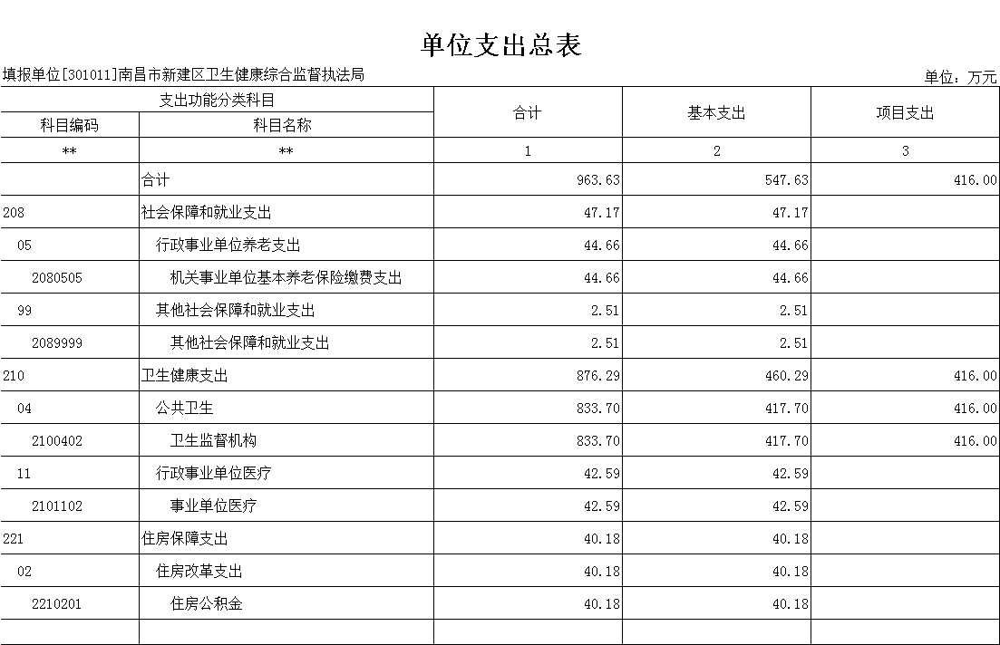 单位支出总表
填报单位[301011]南昌市新建区卫生健康综合监督执法局 单位：万元
支出功能分类科目 合计 基本支出 项目支出
科目编码 科目名称
** ** 1 2 3
合计 963.63 547.63 416.00
208 社会保障和就业支出 47.17 47.17
05 行政事业单位养老支出 44.66 44.66
2080505 机关事业单位基本养老保险缴费支出 44.66 44.66
99 其他社会保障和就业支出 2.51 2.51
2089999 其他社会保障和就业支出 2.51 2.51
210 卫生健康支出 876.29 460.29 416.00
04 公共卫生 833.70 417.70 416.00
2100402 卫生监督机构 833.70 417.70 416.00
11 行政事业单位医疗 42.59 42.59
2101102 事业单位医疗 42.59 42.59
221 住房保障支出 40.18 40.18
02 住房改革支出 40.18 40.18
2210201 住房公积金 40.18 40.18